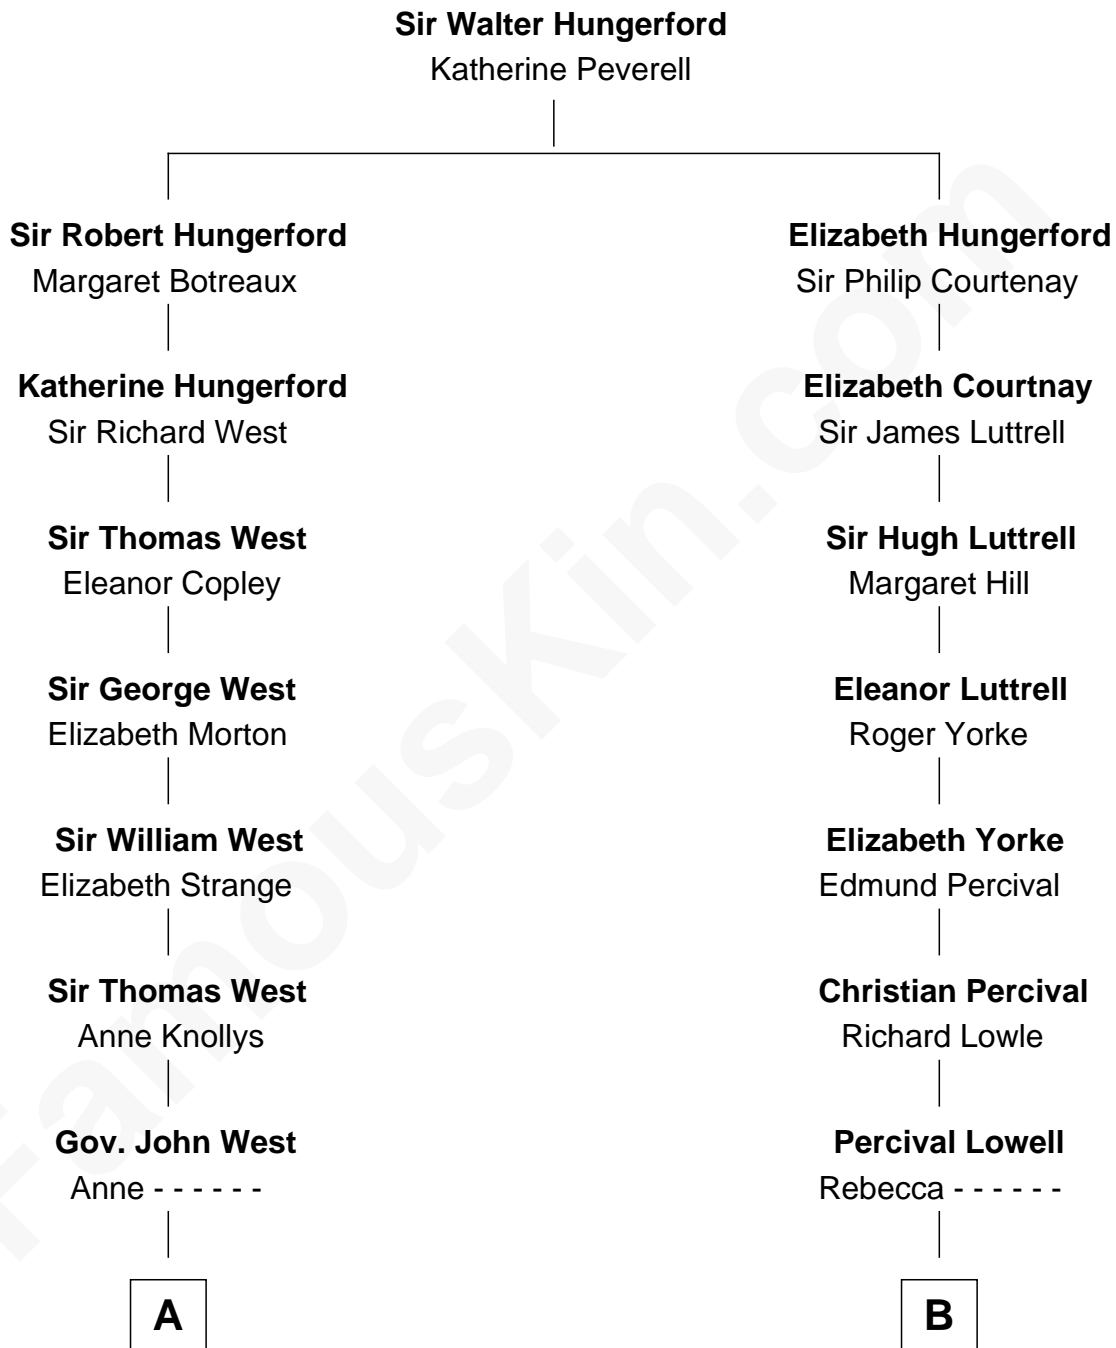 Sir Walter Hungerford
Katherine Peverell
Sir Robert Hungerford
Margaret Botreaux
Elizabeth Hungerford
Sir Philip Courtenay
Katherine Hungerford
Sir Richard West
Elizabeth Courtnay
Sir James Luttrell
Sir Thomas West
Eleanor Copley
Sir Hugh Luttrell
Margaret Hill
Sir George West
Elizabeth Morton
Eleanor Luttrell
Roger Yorke
Sir William West
Elizabeth Strange
Elizabeth Yorke
Edmund Percival
Sir Thomas West
Anne Knollys
Christian Percival
Richard Lowle
Gov. John West
Anne - - - - - -
Percival Lowell
Rebecca - - - - - -
A
B
FamousKin.com